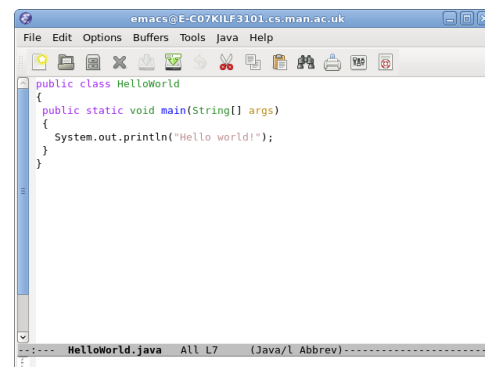 emacs@E-C07KILF3101.cs.man.ac.uk
File Edit Options Buffers Tools Java Help
public class HelloWorld
{
 public static void main(String[] args)
 {
  System.out.println("Hello world!");
 }
}
--:--- HelloWorld.java All L7 (Java/l Abbrev)-----------------------